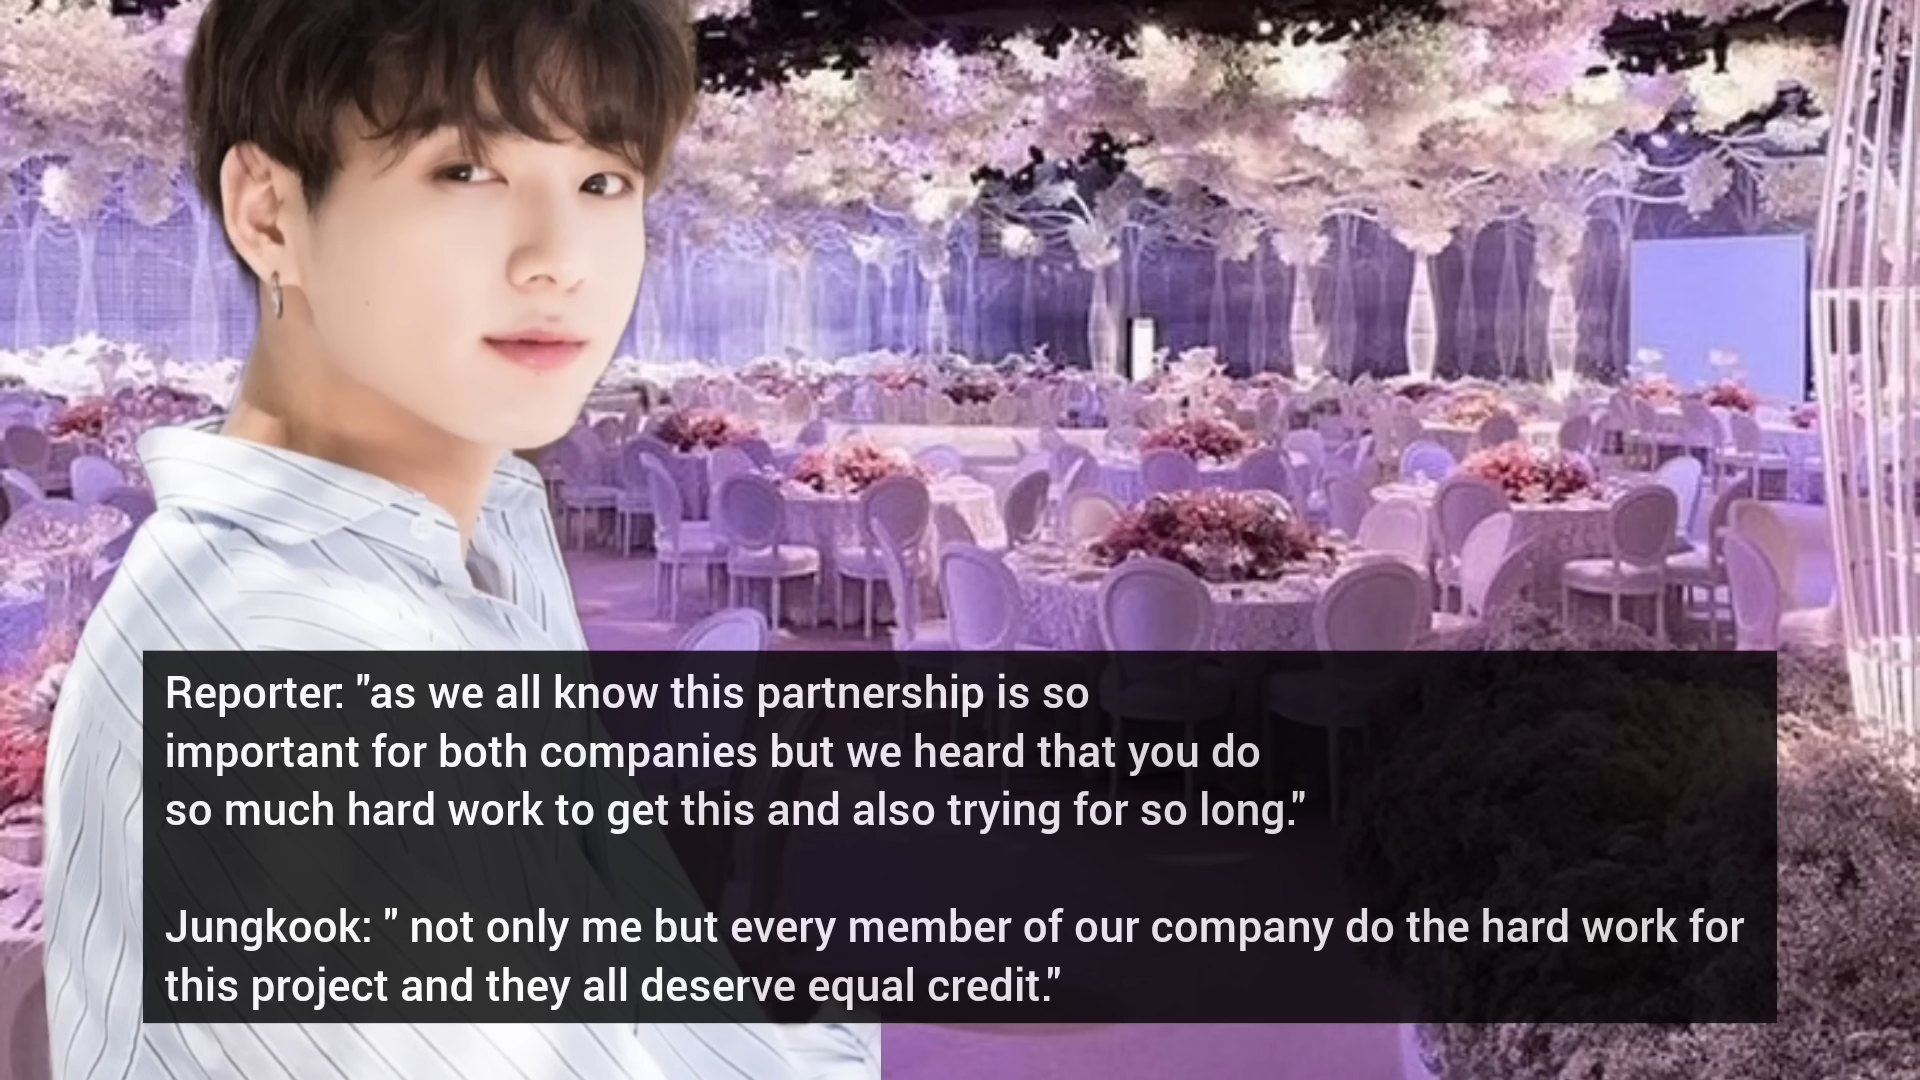 Reporter: "as we all know this partnership is so
important for both companies but we heard that you do
so much hard work to get this and also trying for so long."
Jungkook: " not only me but every member of our company do the hard work for
this project and they all deserve equal credit."